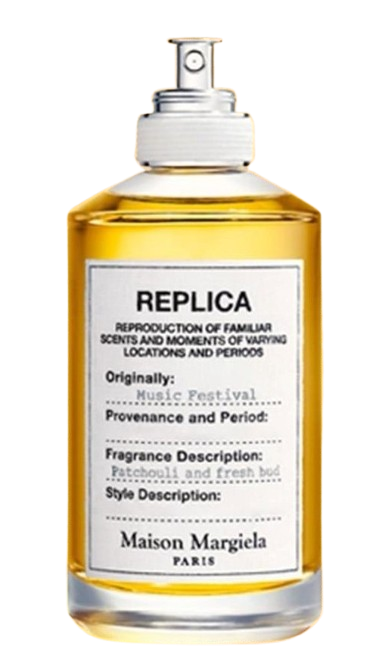 REPLICA
REPRODUCTION OF FAMILIAR
SCENTS AND MOMENTS OF VARYING
LOCATIONS AND PERIODS
Originally:
Music Festival
Provenance and Period:
Fragrance Description:
Patchouli and fresh bud
Style Description:
Maison Margiela
PARIS